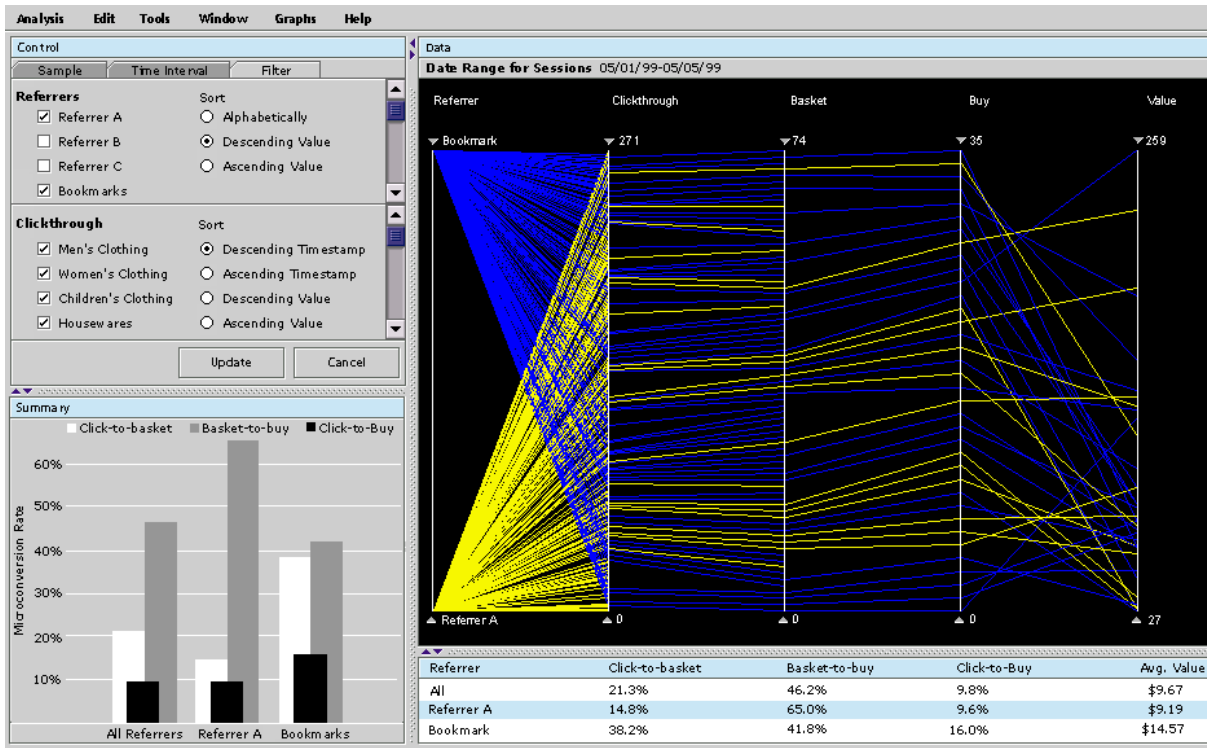 Analysis Edit Tools Window Graphs Help
Control
Sample Time Interval Filter
Referrers Sort
Referrer A Alphabetically
Referrer B Descending Value
Referrer C Ascending Value
Bookmarks
Clickthrough Sort
Men's Clothing Descending Timestamp
Women's Clothing Ascending Timestamp
Children's Clothing Descending Value
Housewares Ascending Value
Update Cancel
Summary
Click-to-basket Basket-to-buy Click-to-Buy
60%
50%
40%
30%
20%
10%
Microconversion Rate
All Referrers Referrer A Bookmarks
Data
Date Range for Sessions 05/01/99-05/05/99
Referrer Clickthrough Basket Buy Value
Bookmark 271 74 35 259
Referrer A 0 0 0 27
Referrer Click-to-basket Basket-to-buy Click-to-Buy Avg. Value
All 21.3% 46.2% 9.8% $9.67
Referrer A 14.8% 65.0% 9.6% $9.19
Bookmark 38.2% 41.8% 16.0% $14.57